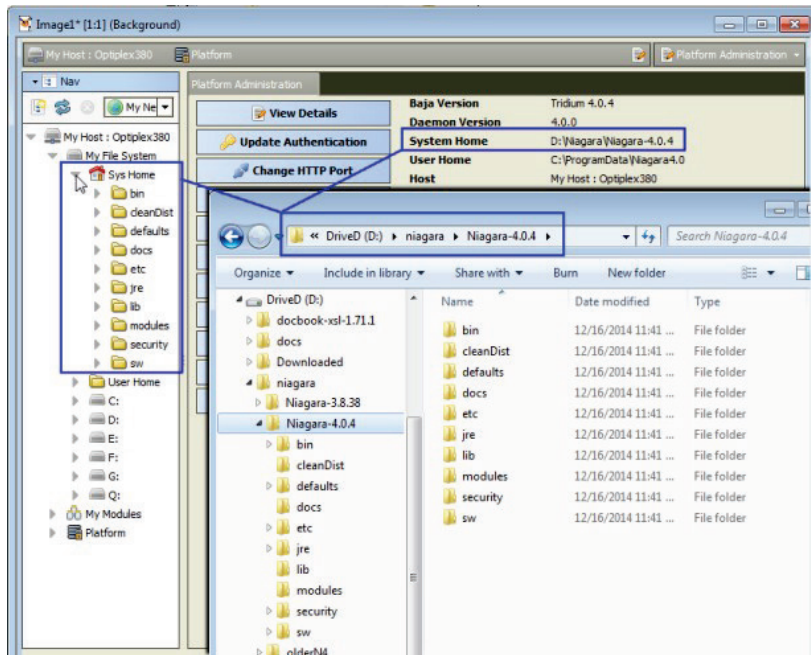 Image1* [1:1] (Background)
My Host : Optiplex380
Platform
Platform Administration
Nav
My Ne
My Host : Optiplex380
My File System
Sys Home
bin
cleanDist
defaults
docs
etc
jre
lib
modules
security
sw
User Home
C:
D:
E:
F:
G:
Q:
My Modules
Platform
Platform Administration
View Details
Update Authentication
Change HTTP Port
Baja Version Tridium 4.0.4
Daemon Version 4.0.0
System Home D:\Niagara\Niagara-4.0.4
User Home C:\ProgramData\Niagara4.0
Host My Host : Optiplex380
« DriveD (D:) niagara Niagara-4.0.4
Search Niagara-4.0.4
Organize Include in library Share with Burn New folder
DriveD (D:)
docbook-xsl-1.71.1
docs
Downloaded
niagara
Niagara-3.8.38
Niagara-4.0.4
bin
cleanDist
defaults
docs
etc
jre
lib
modules
security
sw
olderN4
Name Date modified Type
bin 12/16/2014 11:41 ... File folder
cleanDist 12/16/2014 11:41 ... File folder
defaults 12/16/2014 11:41 ... File folder
docs 12/16/2014 11:41 ... File folder
etc 12/16/2014 11:41 ... File folder
jre 12/16/2014 11:41 ... File folder
lib 12/16/2014 11:41 ... File folder
modules 12/16/2014 11:41 ... File folder
security 12/16/2014 11:41 ... File folder
sw 12/16/2014 11:41 ... File folder